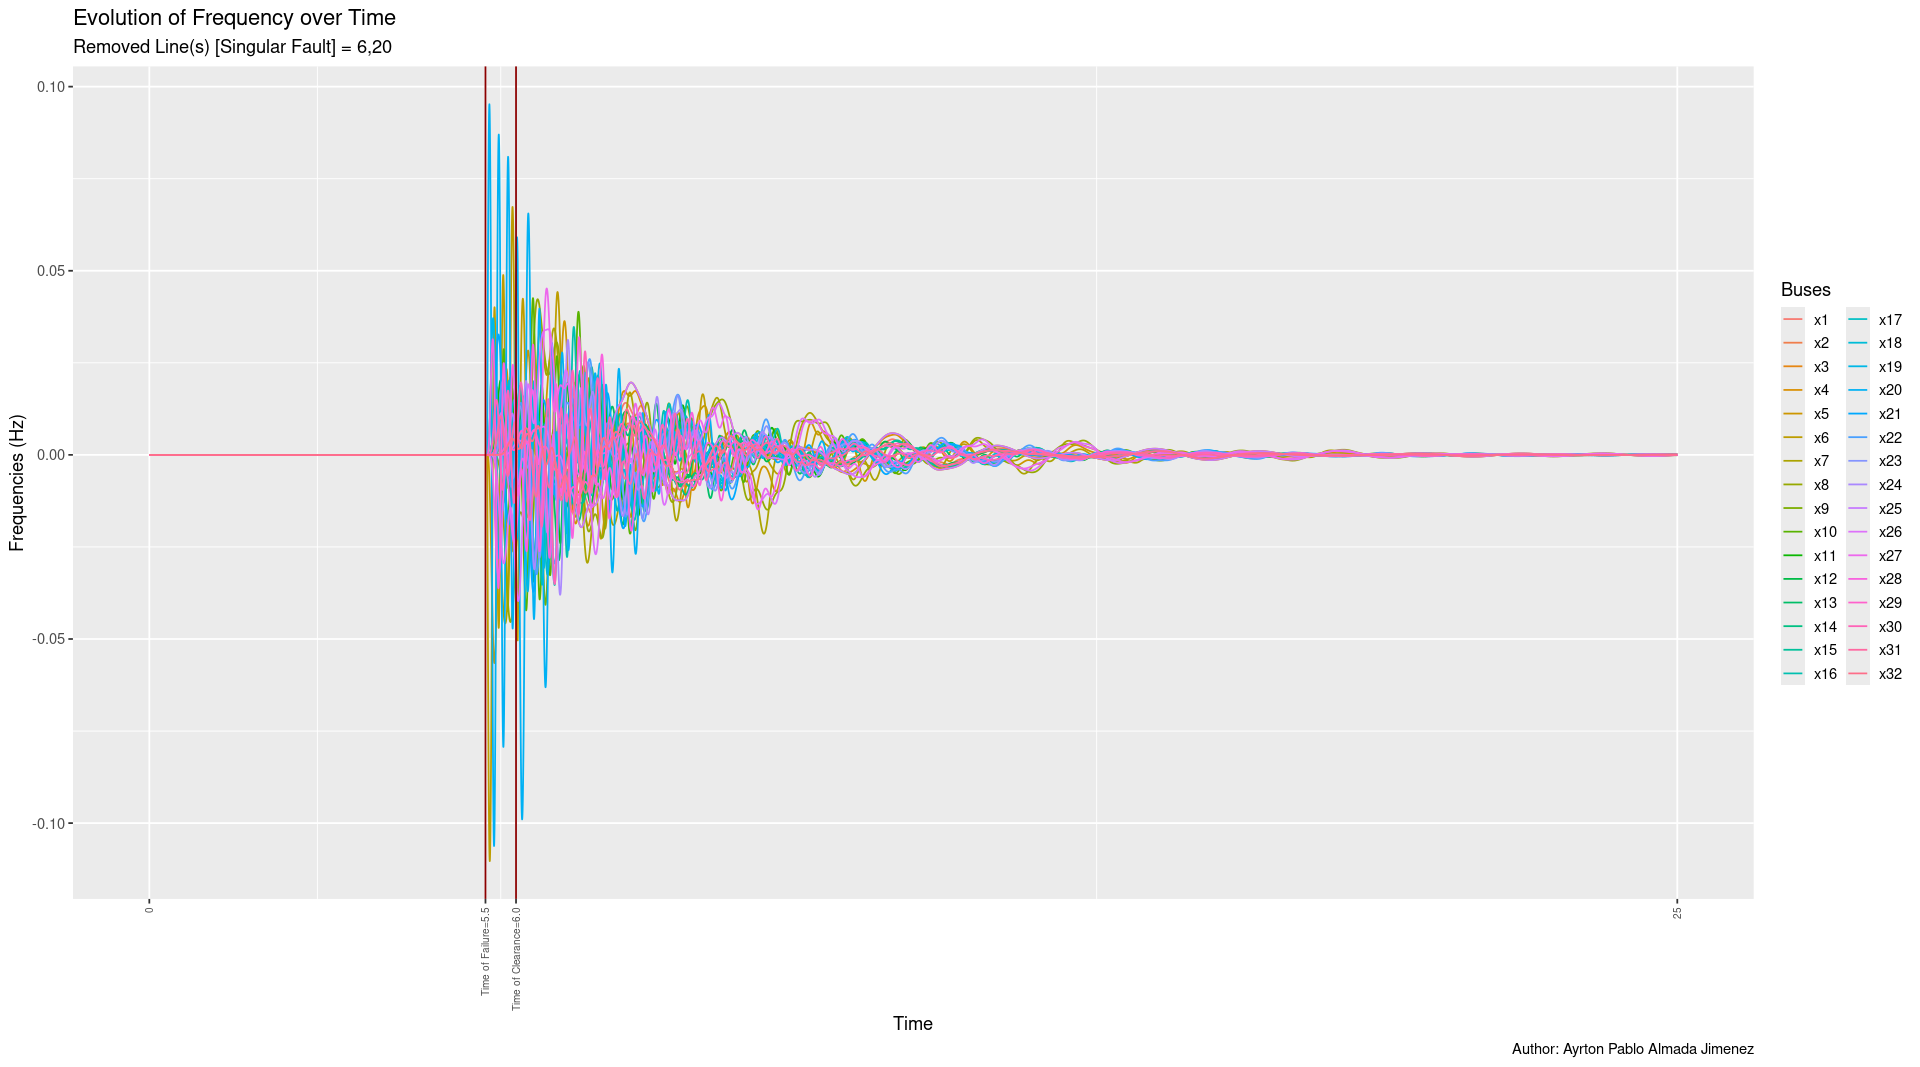 Evolution of Frequency over Time
Removed Line(s) [Singular Fault] = 6,20
Frequencies (Hz)
0.10
0.05
0.00
-0.05
-0.10
0
Time of Failure=5.5
Time of Clearance=6.0
25
Time
Buses
x1
x2
x3
x4
x5
x6
x7
x8
x9
x10
x11
x12
x13
x14
x15
x16
x17
x18
x19
x20
x21
x22
x23
x24
x25
x26
x27
x28
x29
x30
x31
x32
Author: Ayrton Pablo Almada Jimenez